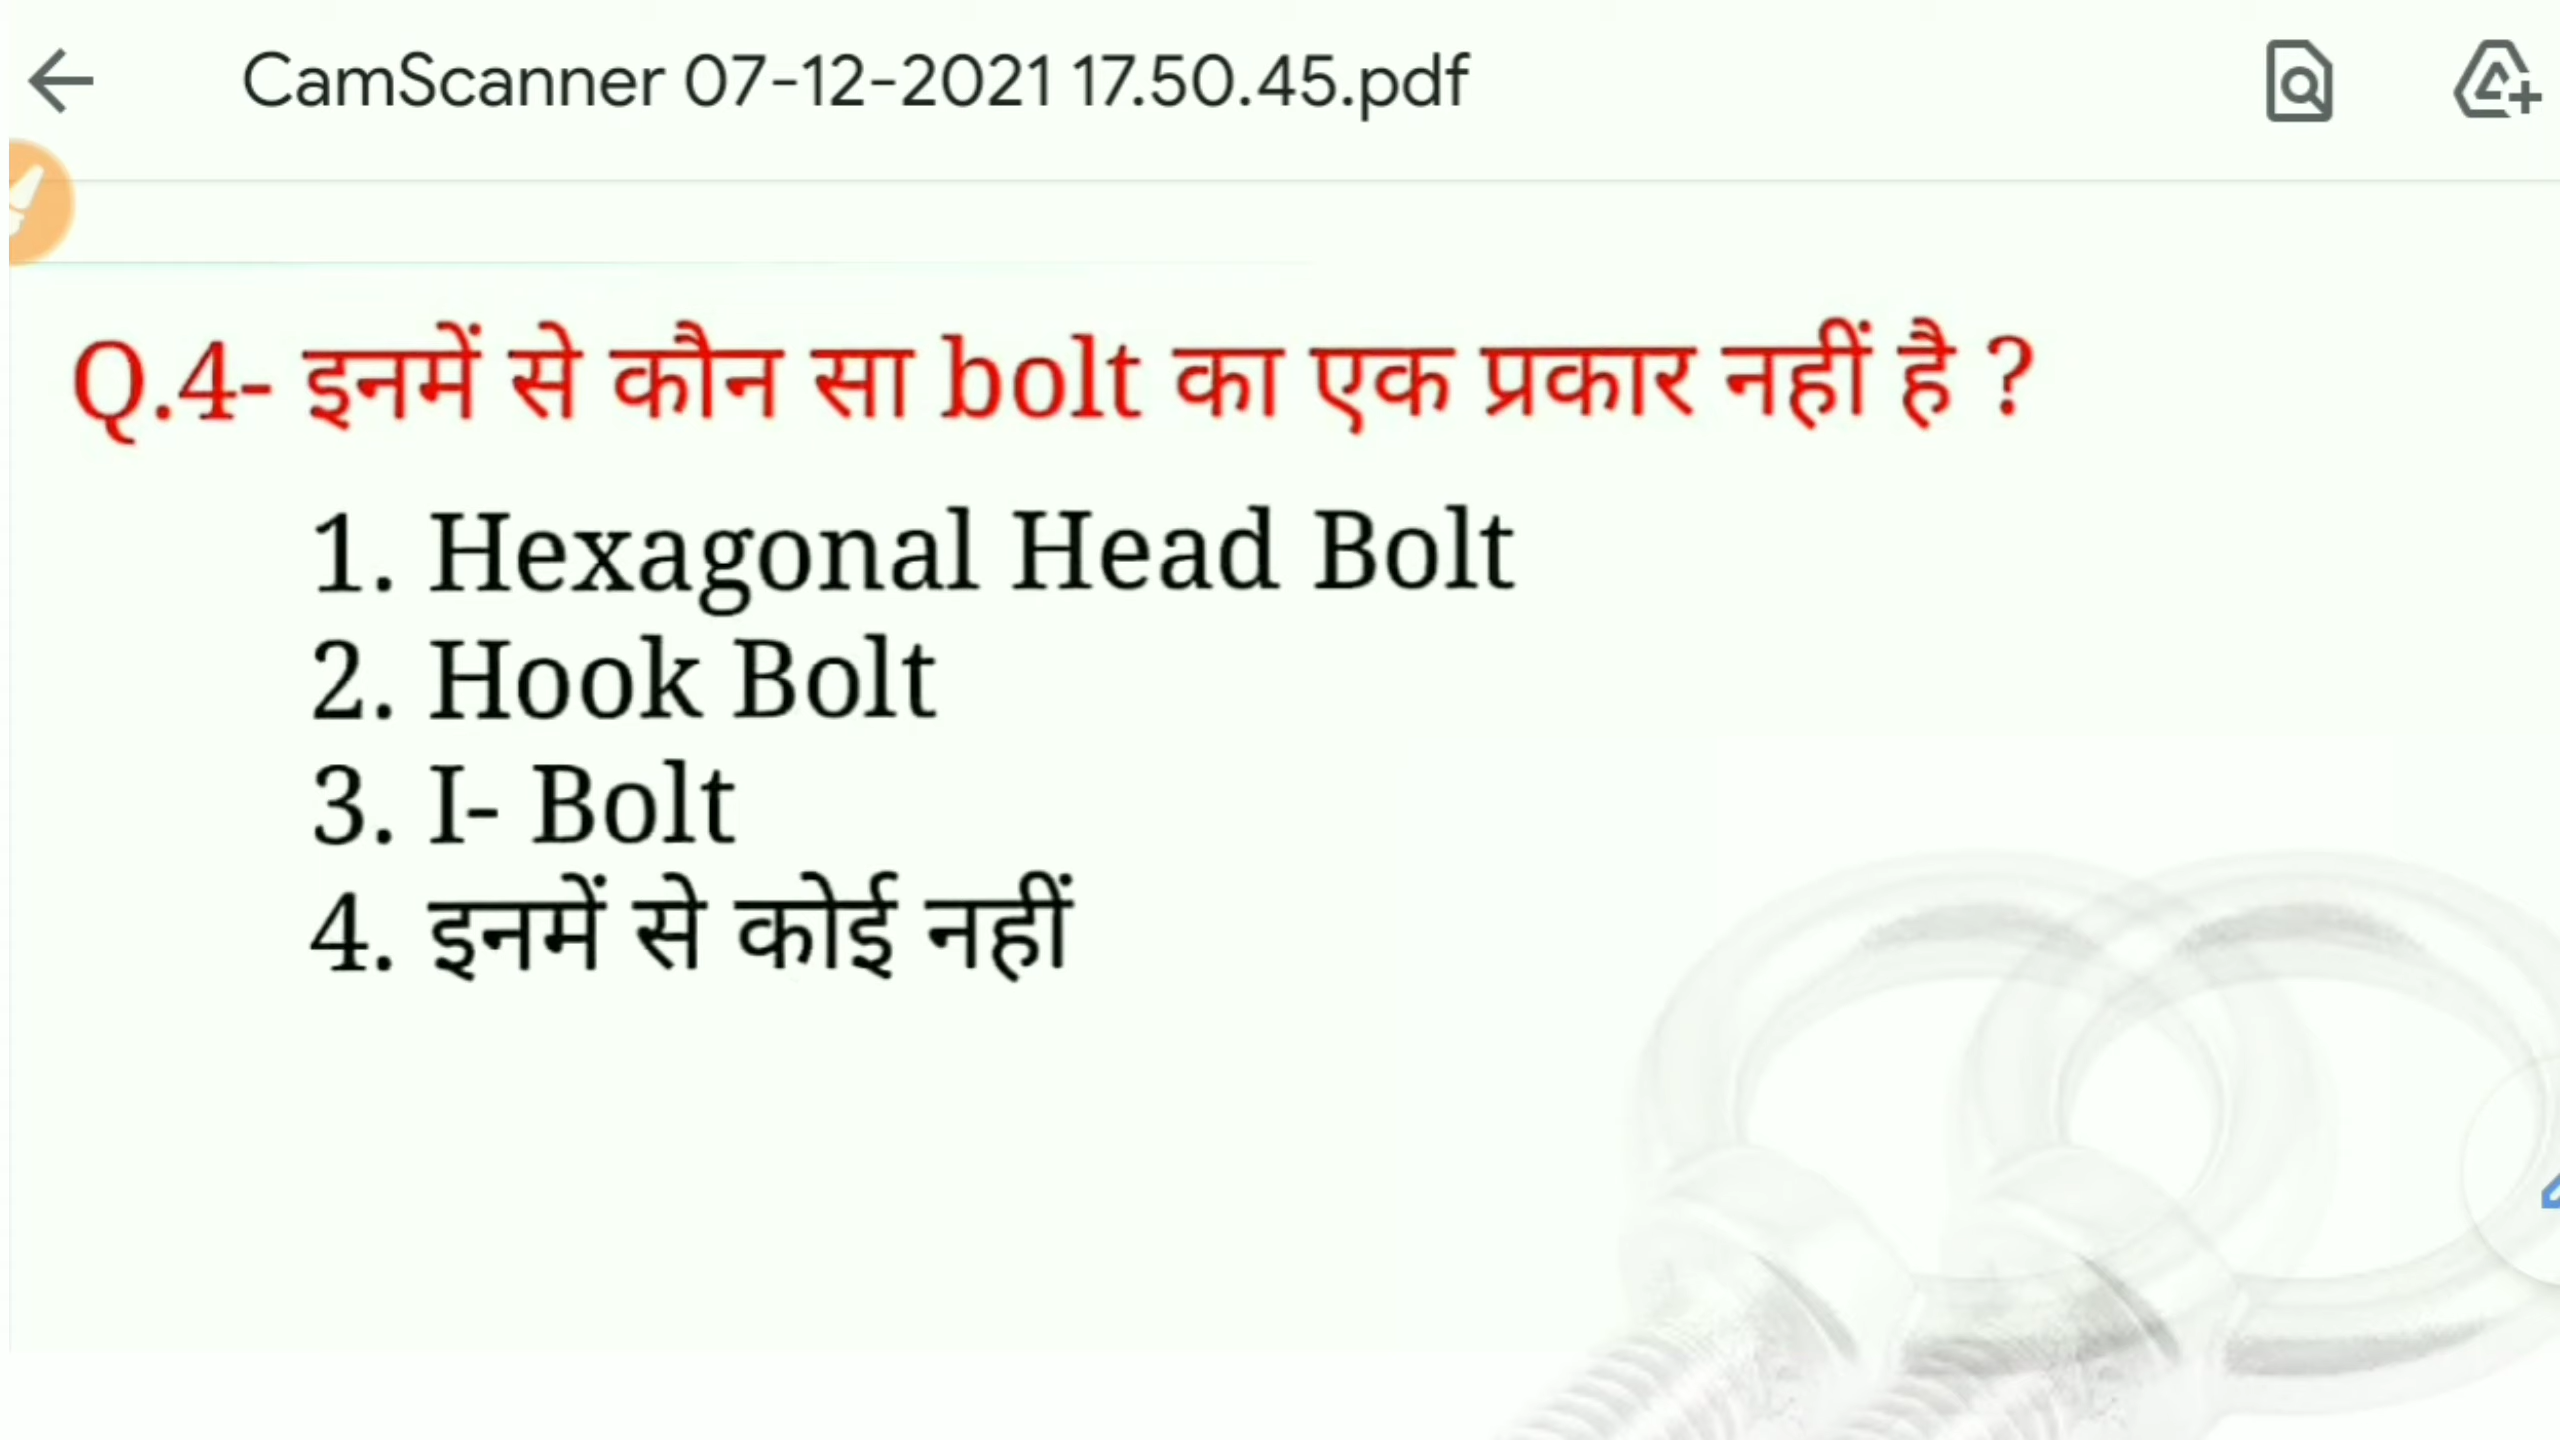 CamScanner 07-12-2021 17.50.45.pdf
Q.4- इनमें से कौन सा bolt का एक प्रकार नहीं है ?
1. Hexagonal Head Bolt
2. Hook Bolt
3. I- Bolt
4. इनमें से कोई नहीं